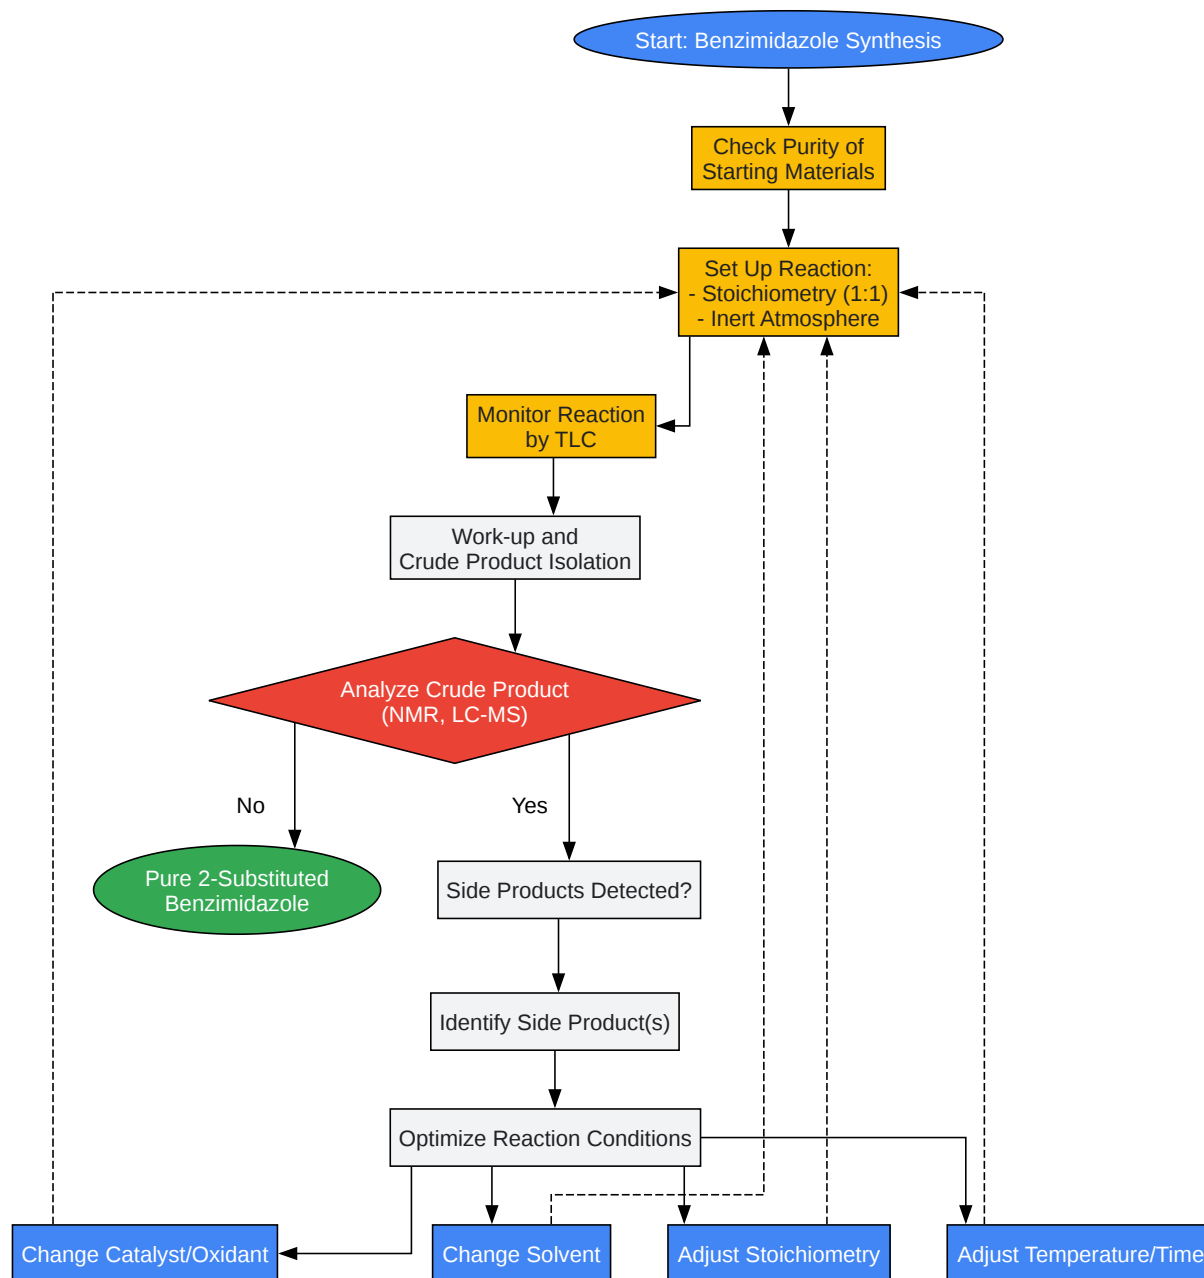 Start: Benzimidazole Synthesis
Check Purity of
Starting Materials
Set Up Reaction:
- Stoichiometry (1:1)
- Inert Atmosphere
Monitor Reaction
by TLC
Work-up and
Crude Product Isolation
Analyze Crude Product
(NMR, LC-MS)
No
Yes
Pure 2-Substituted
Benzimidazole
Side Products Detected?
Identify Side Product(s)
Optimize Reaction Conditions
Change Catalyst/Oxidant
Change Solvent
Adjust Stoichiometry
Adjust Temperature/Time